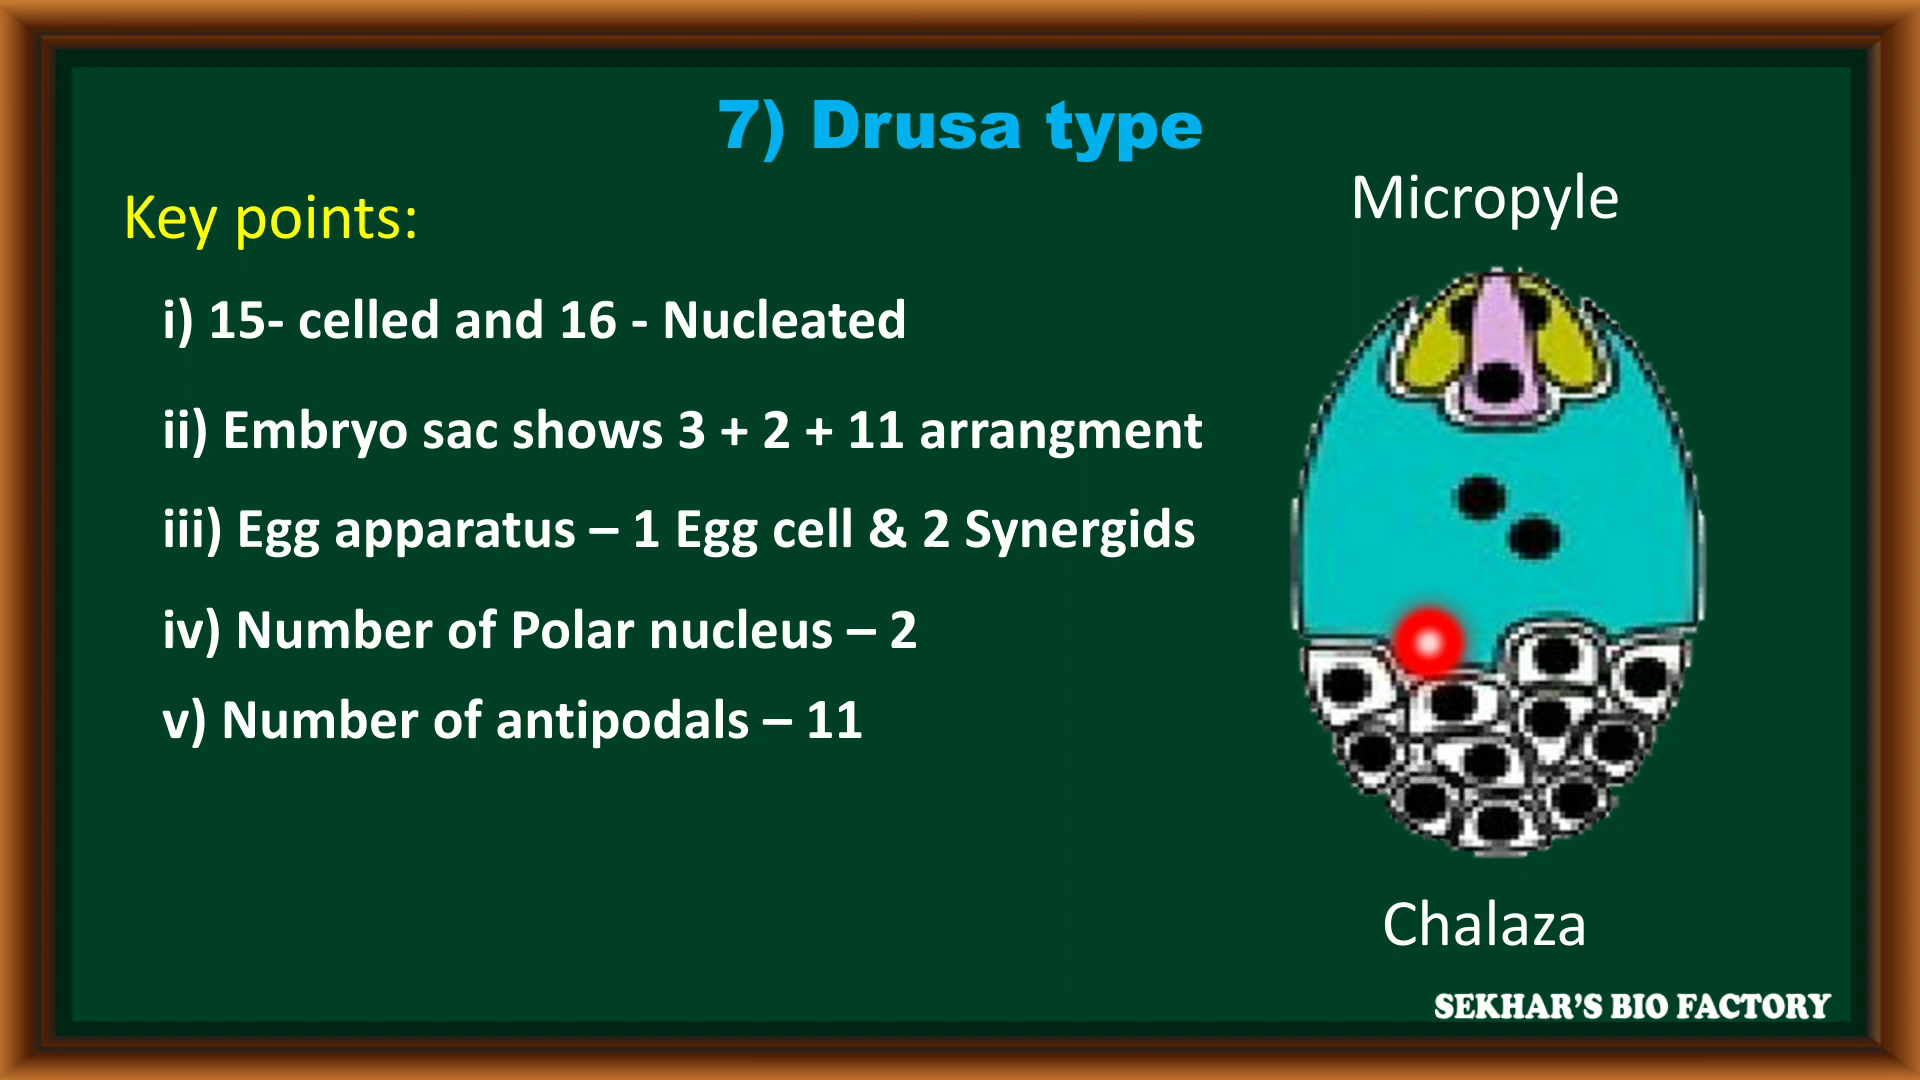 7) Drusa type
Key points:
i) 15- celled and 16 - Nucleated
ii) Embryo sac shows 3 + 2 + 11 arrangment
iii) Egg apparatus – 1 Egg cell & 2 Synergids
iv) Number of Polar nucleus – 2
v) Number of antipodals – 11
Micropyle
Chalaza
SEKHAR'S BIO FACTORY